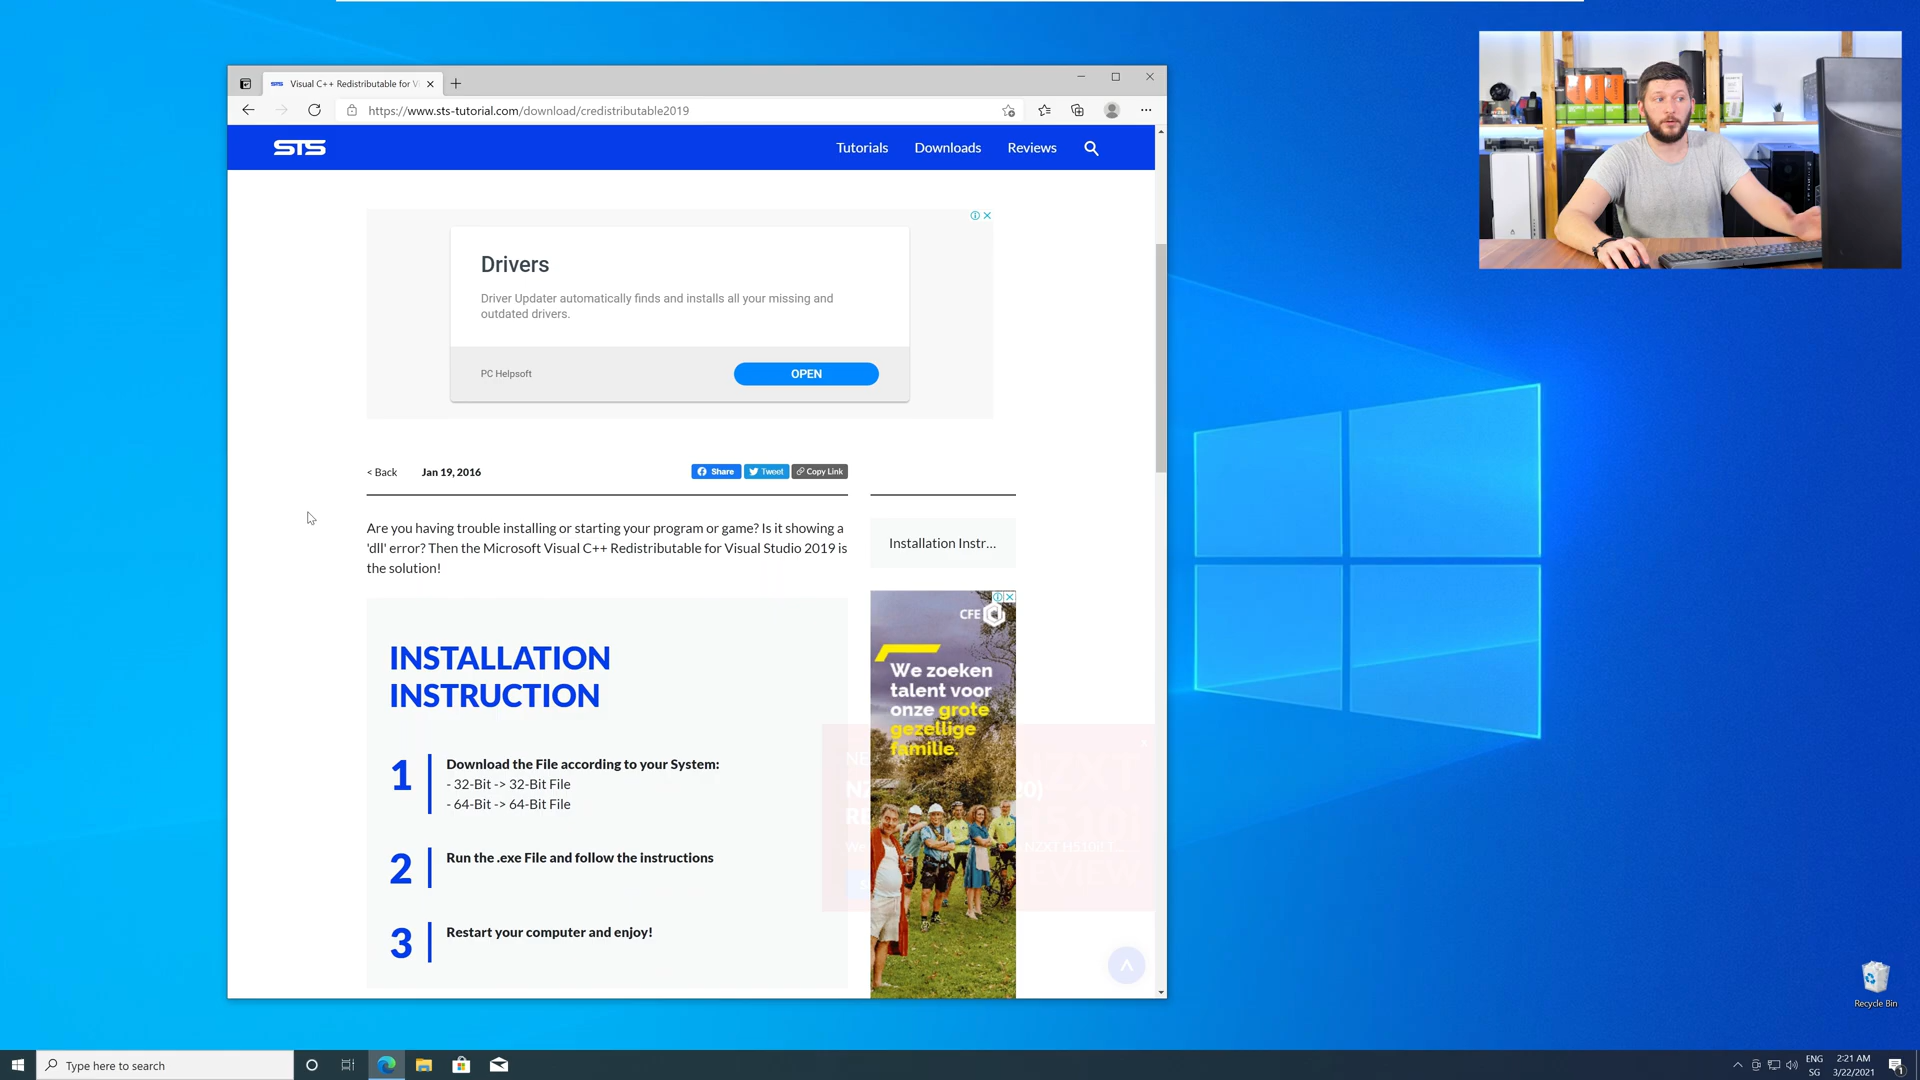 Visual C++ Redistributable for V
https://www.sts-tutorial.com/download/credistributable2019
STS
Tutorials
Downloads
Reviews
Drivers
Driver Updater automatically finds and installs all your missing and
outdated drivers.
PC Helpsoft
OPEN
< Back
Jan 19, 2016
Share
Tweet
Copy Link
Are you having trouble installing or starting your program or game? Is it showing a
'dll' error? Then the Microsoft Visual C++ Redistributable for Visual Studio 2019 is
the solution!
Installation Instr...
INSTALLATION
INSTRUCTION
1
Download the File according to your System:
- 32-Bit -> 32-Bit File
- 64-Bit -> 64-Bit File
2
Run the .exe File and follow the instructions
3
Restart your computer and enjoy!
CFE
We zoeken
talent voor
onze grote
gezellige
familie.
Recycle Bin
Type here to search
ENG
SG
2:21 AM
3/22/2021
1